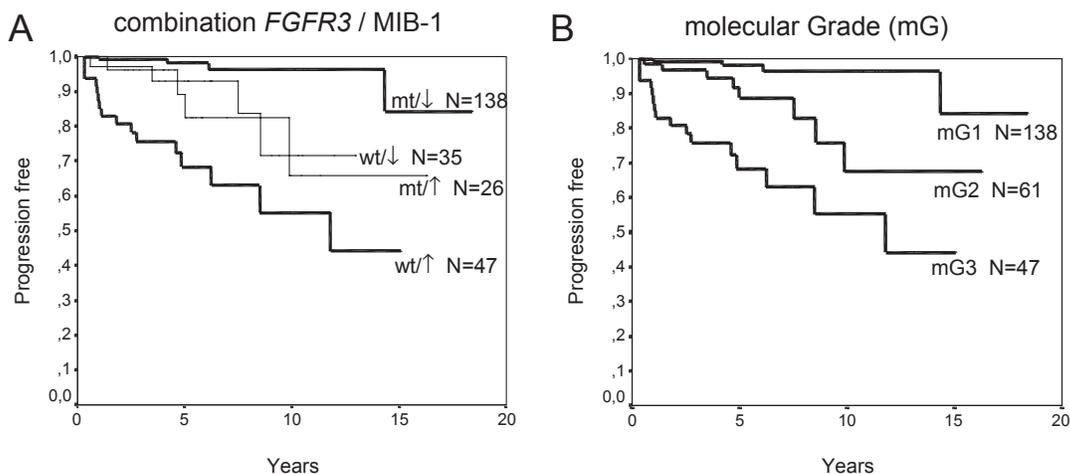 A
combination FGFR3 / MIB-1
1,0
,9
,8
,7
,6
,5
,4
,3
,2
,1
0,0
Progression free
mt/↓ N=138
wt/↓ N=35
mt/↑ N=26
wt/↑ N=47
0 5 10 15 20
Years
B
molecular Grade (mG)
1,0
,9
,8
,7
,6
,5
,4
,3
,2
,1
0,0
Progression free
mG1 N=138
mG2 N=61
mG3 N=47
0 5 10 15 20
Years